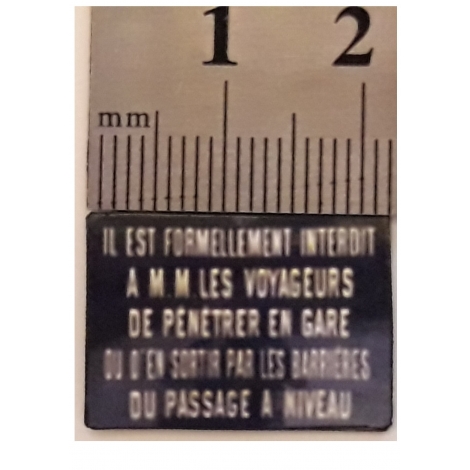 1 2
mm
IL EST FORMELLEMENT INTERDIT
A M.M. LES VOYAGEURS
DE PÉNÉTRER EN GARE
OU D'EN SORTIR PAR LES BARRIÈRES
DU PASSAGE A NIVEAU